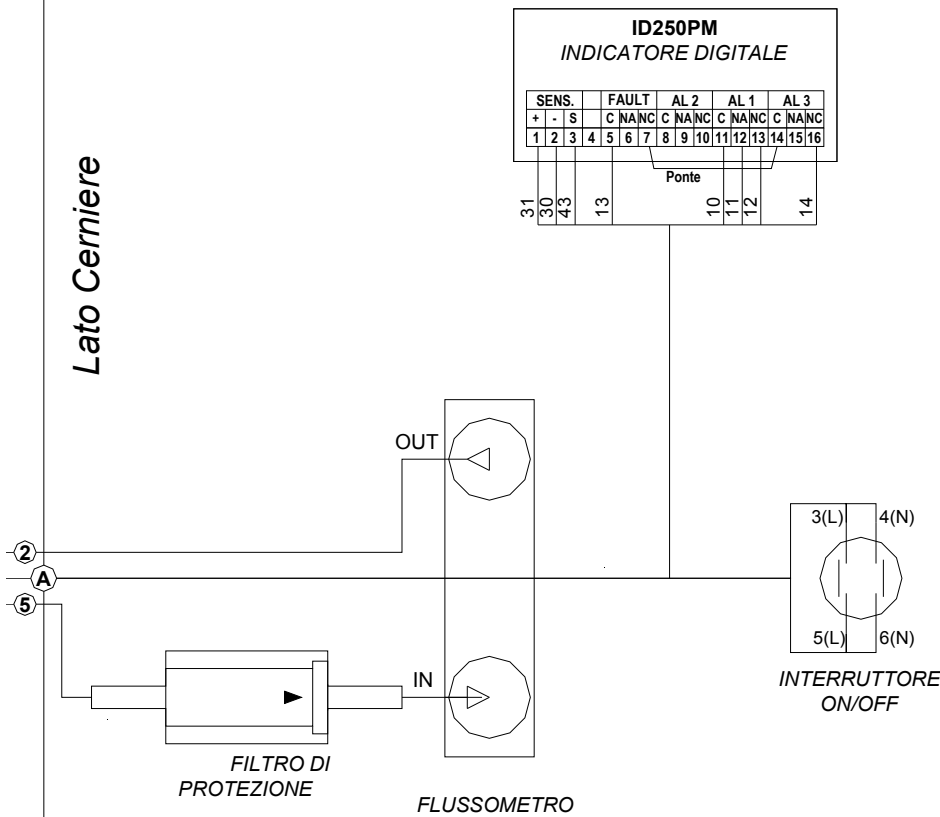 ID250PM
INDICATORE DIGITALE
SENS. FAULT AL 2 AL 1 AL 3
+ - S C NA NC C NA NC C NA NC C NA NC
1 2 3 4 5 6 7 8 9 10 11 12 13 14 15 16
Ponte
31 30 43 13 10 11 12 14
Lato Cerniere
OUT
3(L) 4(N)
2
A
5
5(L) 6(N)
IN
INTERRUTTORE
ON/OFF
FILTRO DI
PROTEZIONE
FLUSSOMETRO